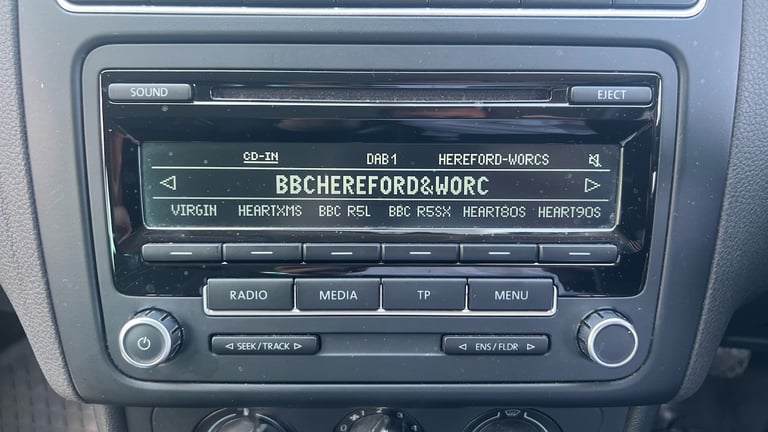 SOUND EJECT
CD-IN DAB1 HEREFORD-WORCS
BBCHEREFORD&WORC
VIRGIN HEARTXMS BBC R5L BBC R5SX HEART80S HEART90S
RADIO MEDIA TP MENU
SEEK/TRACK ENS/FLDR